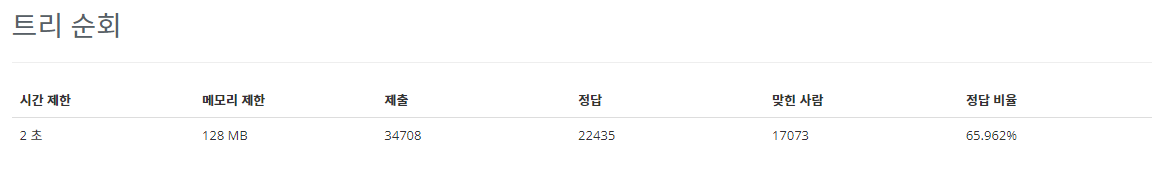 트리 순회
시간 제한 메모리 제한 제출 정답 맞힌 사람 정답 비율
2 초 128 MB 34708 22435 17073 65.962%